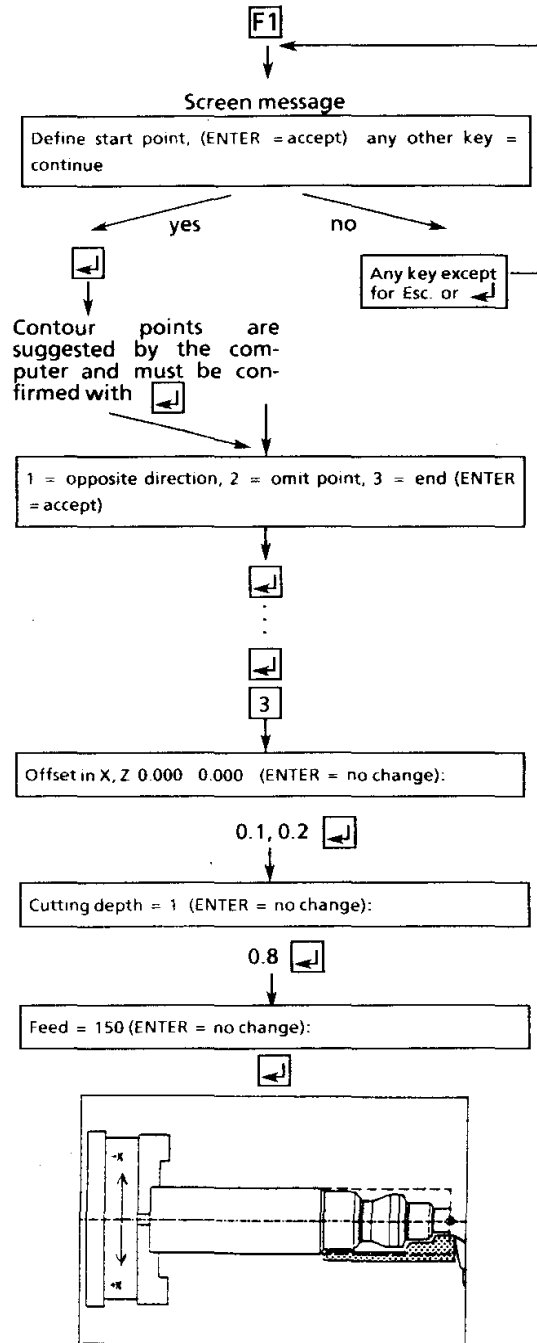 F1
Screen message
Define start point, (ENTER = accept) any other key =
continue
yes
no
Any key except
for Esc. or
Contour points are
suggested by the com-
puter and must be con-
firmed with
1 = opposite direction, 2 = omit point, 3 = end (ENTER
= accept)
3
Offset in X, Z 0.000 0.000 (ENTER = no change):
0.1, 0.2
Cutting depth = 1 (ENTER = no change):
0.8
Feed = 150 (ENTER = no change):
-X
+X